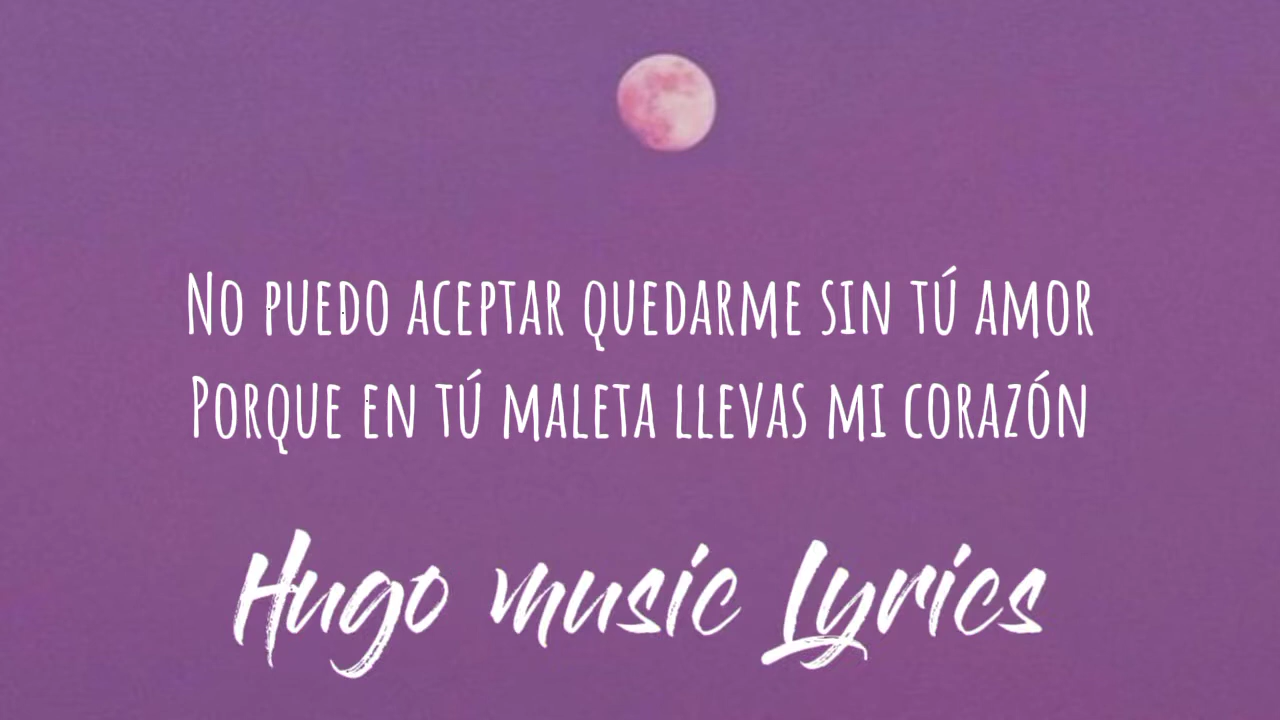 No puedo aceptar quedarme sin tú amor
Porque en tú maleta llevas mi corazón
Hugo music Lyrics